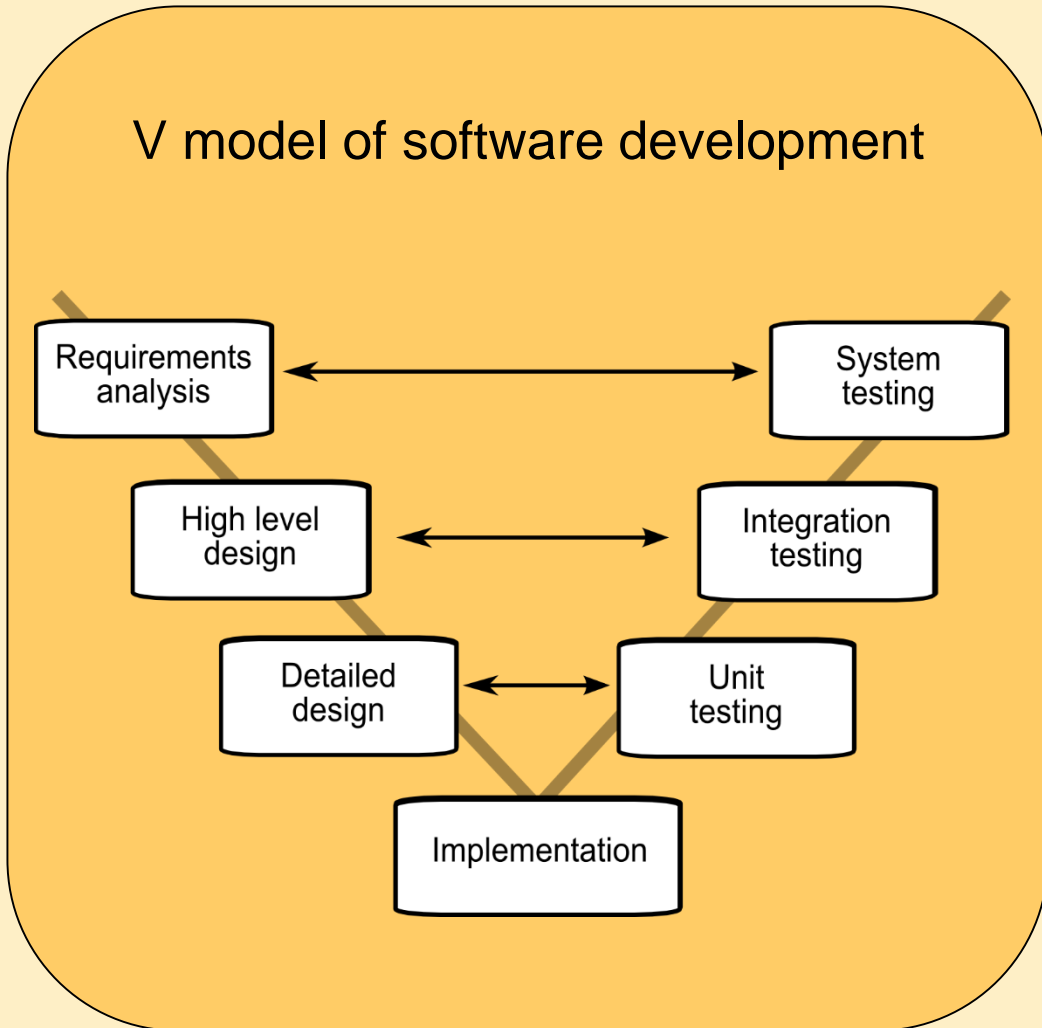 V model of software development
Requirements
analysis
System
testing
High level
design
Integration
testing
Detailed
design
Unit
testing
Implementation